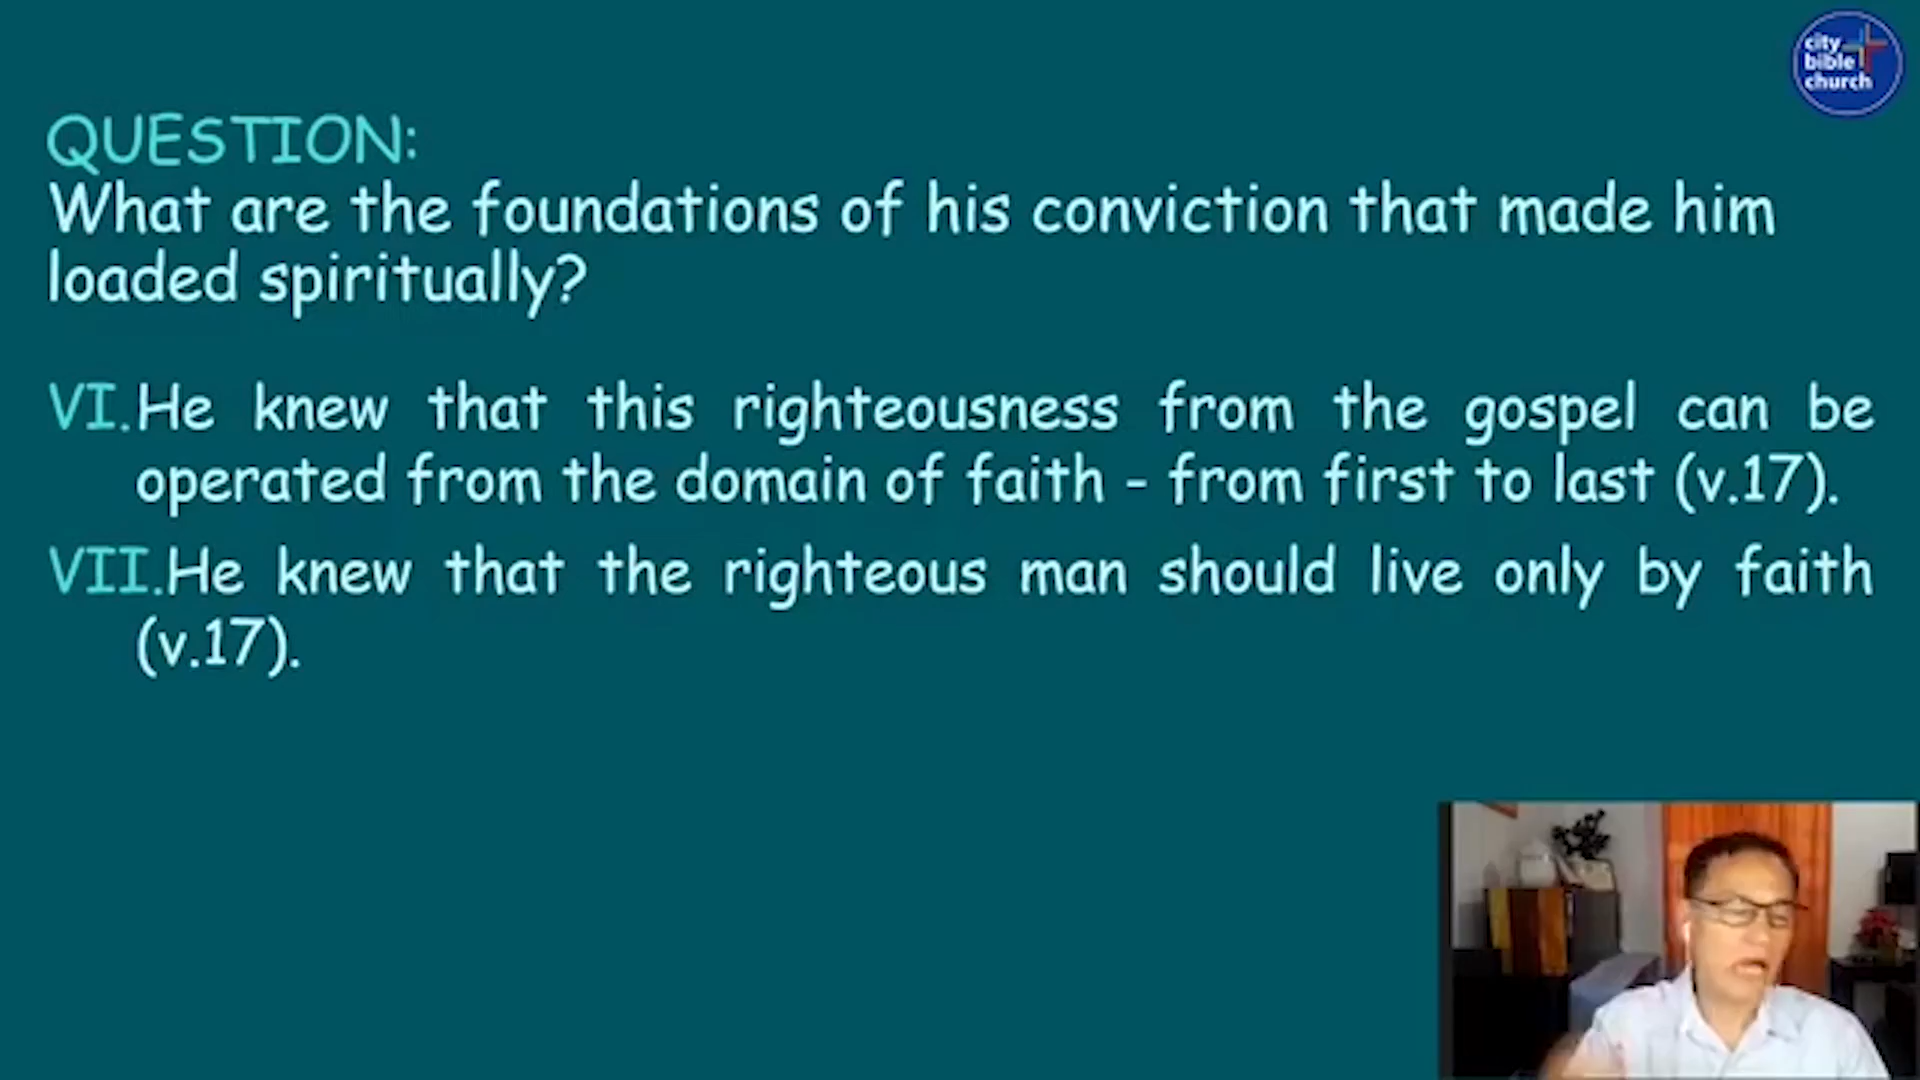 city
bible
church
QUESTION:
What are the foundations of his conviction that made him
loaded spiritually?
VI.He knew that this righteousness from the gospel can be
operated from the domain of faith - from first to last (v.17).
VII.He knew that the righteous man should live only by faith
(v.17).